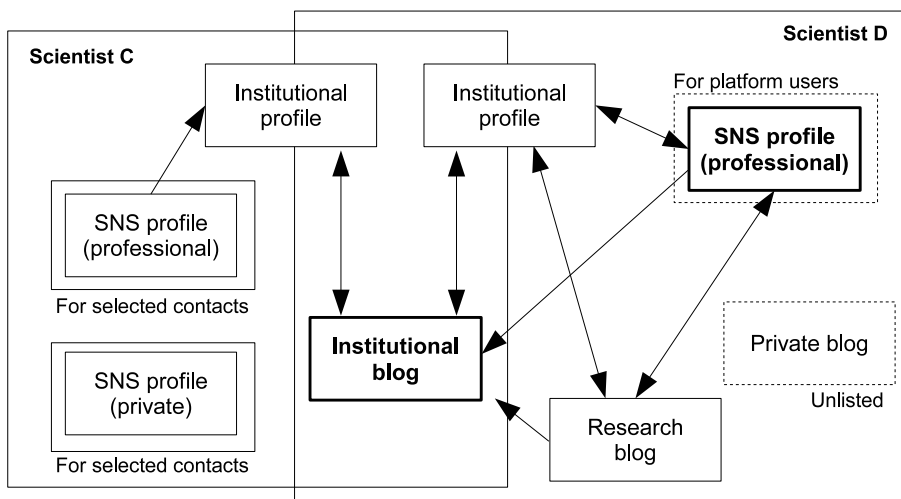 Scientist D
Scientist C
Institutional
profile
Institutional
profile
For platform users
SNS profile
(professional)
SNS profile
(professional)
For selected contacts
Institutional
blog
Private blog
Unlisted
SNS profile
(private)
For selected contacts
Research
blog